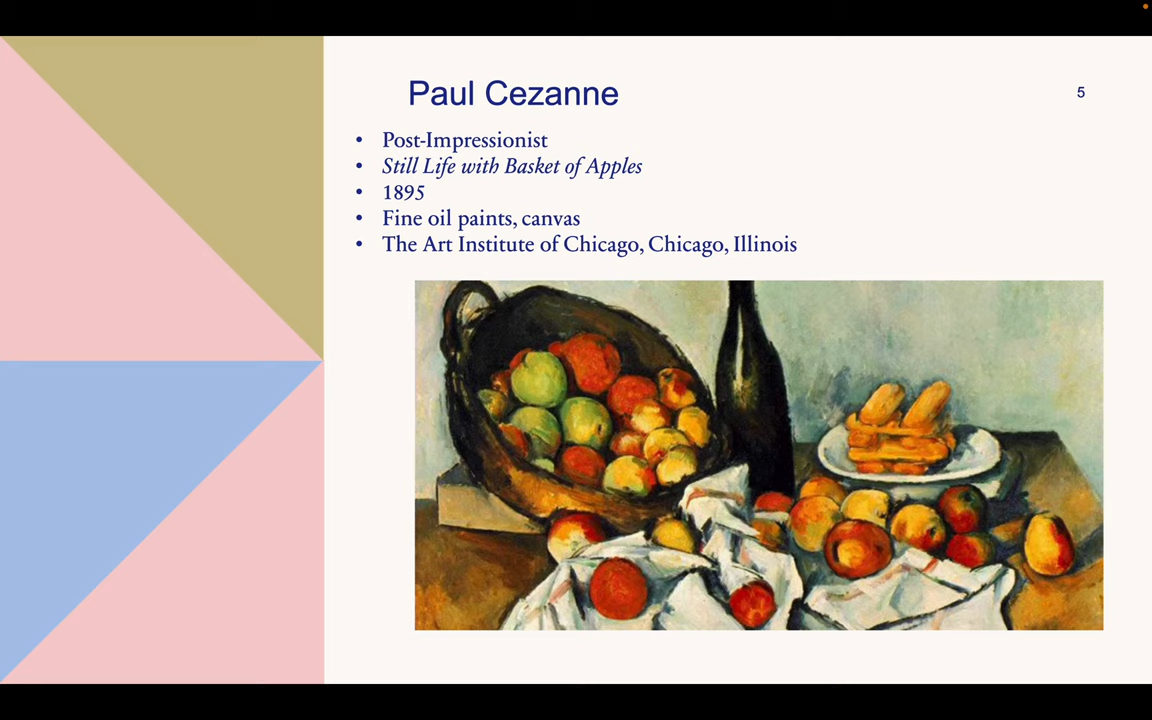 Paul Cezanne
5
• Post-Impressionist
• Still Life with Basket of Apples
• 1895
• Fine oil paints, canvas
• The Art Institute of Chicago, Chicago, Illinois